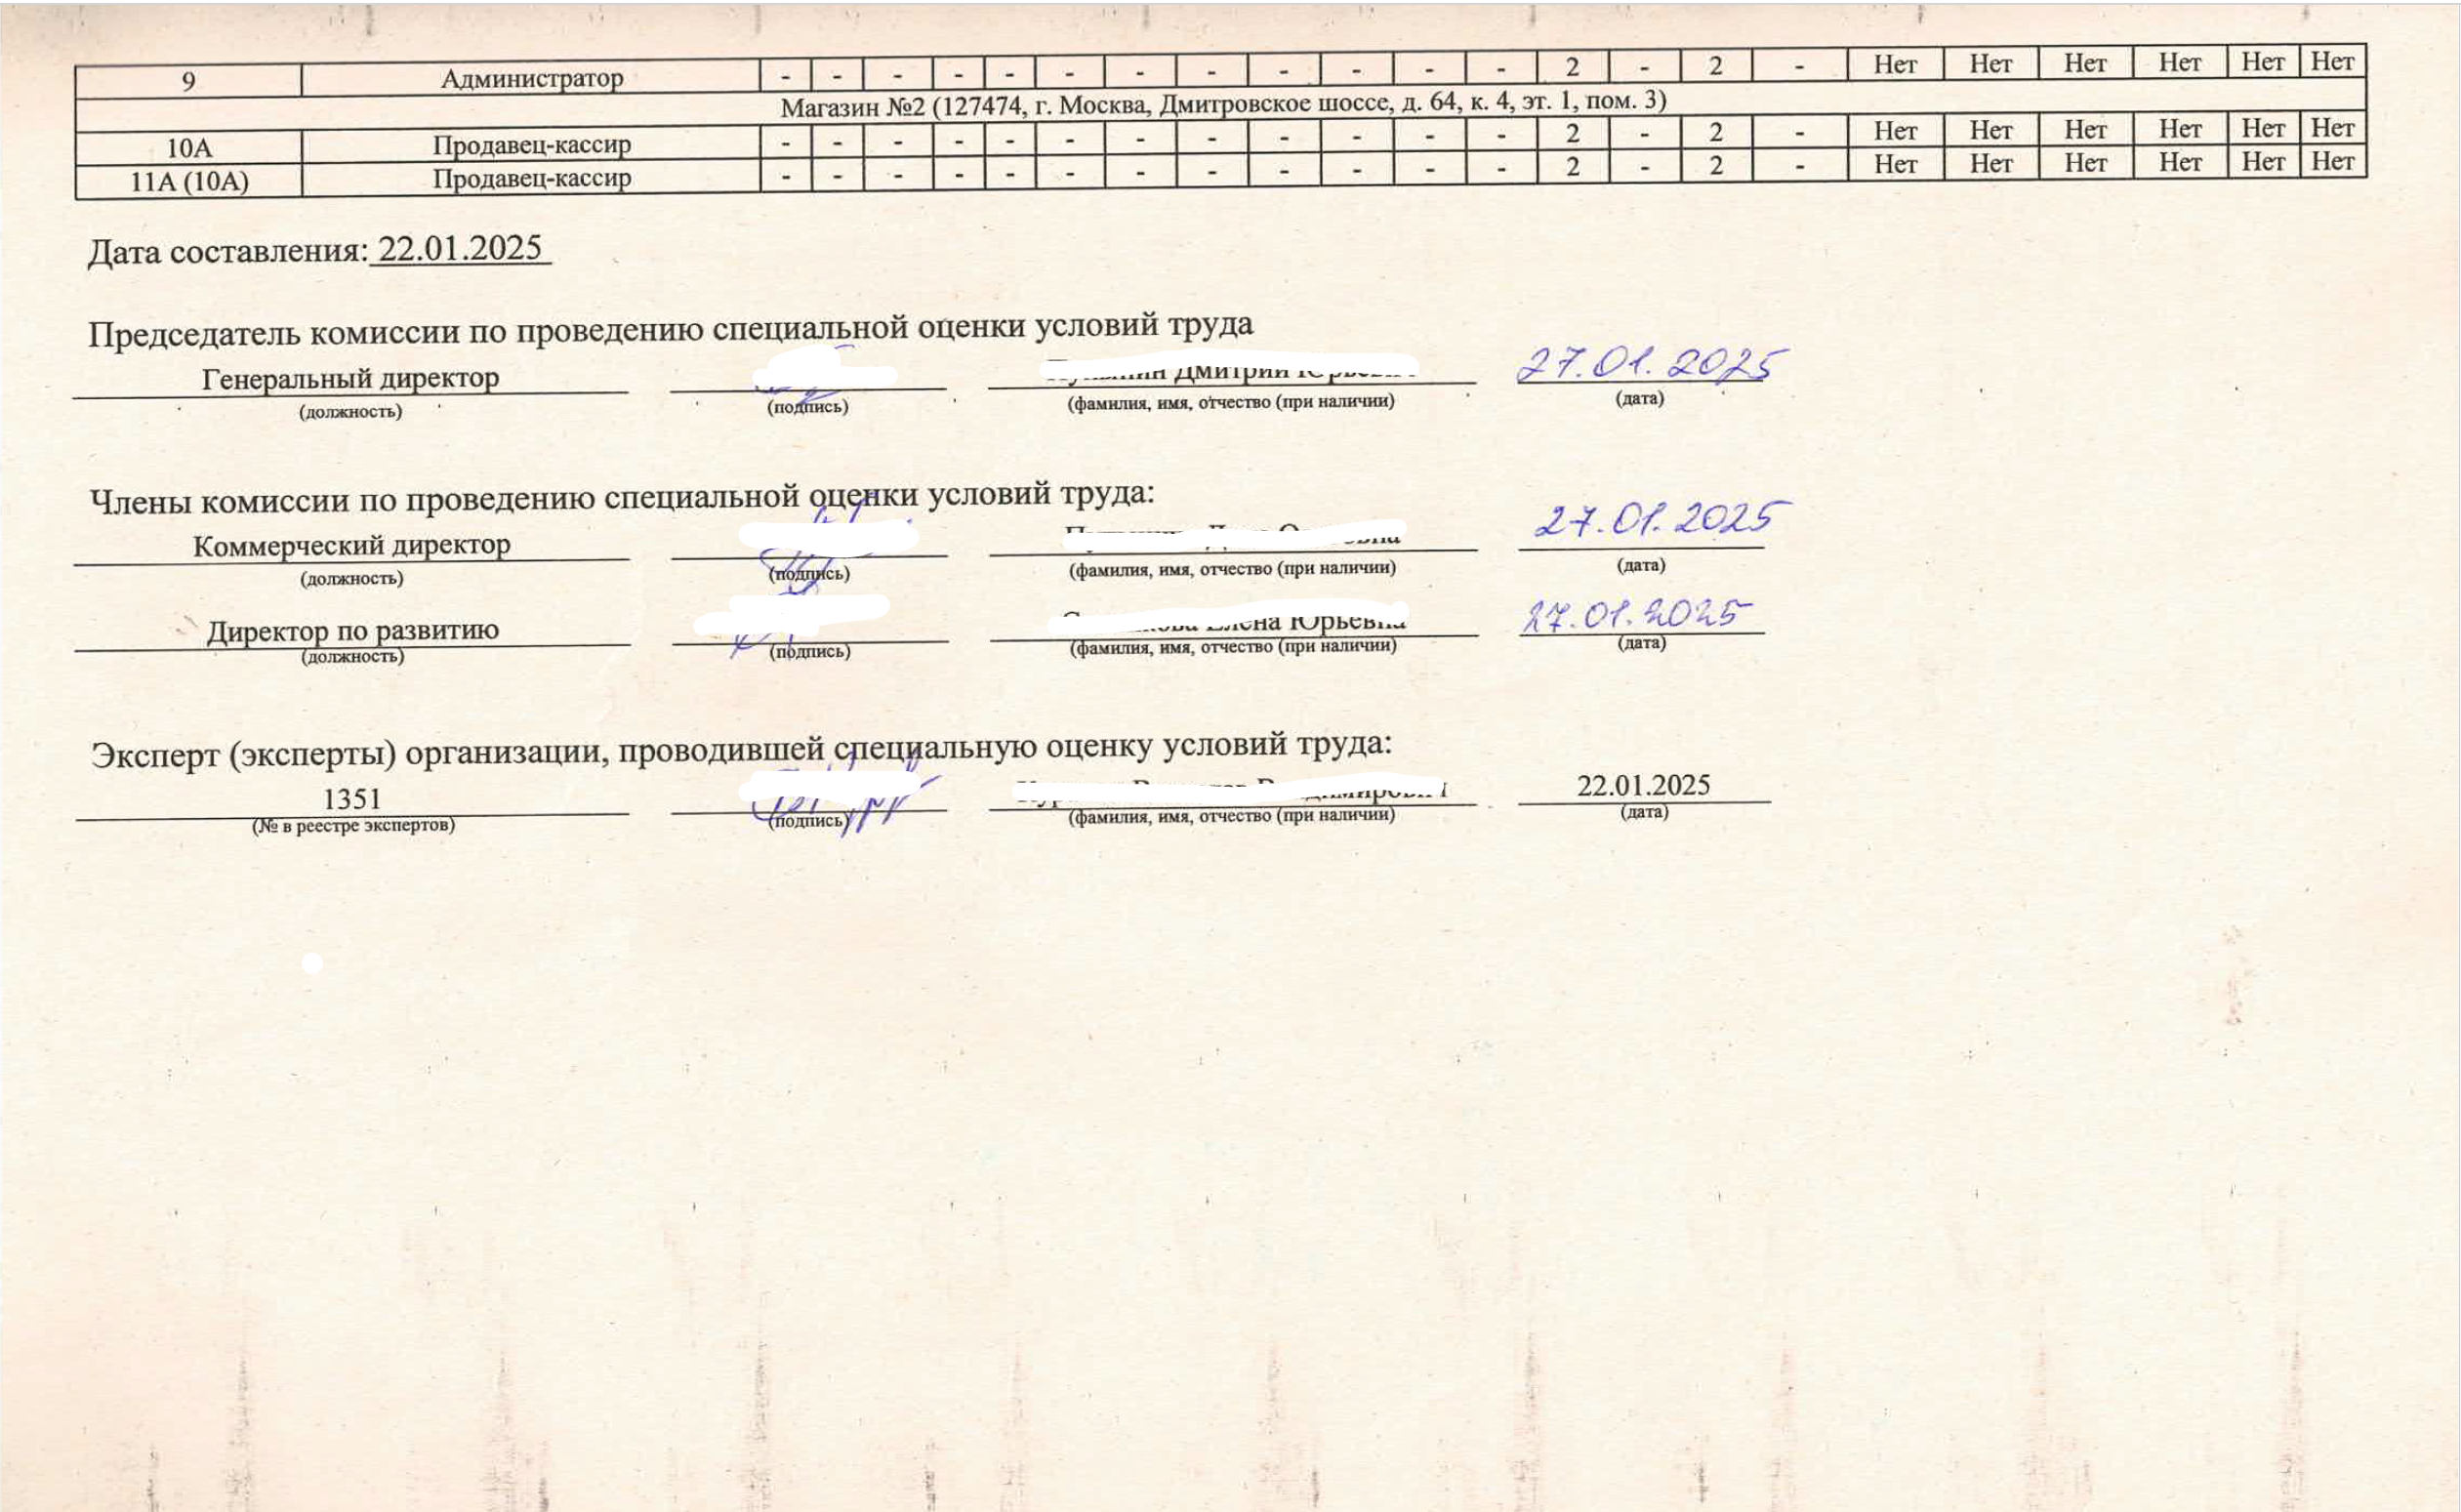 9 Администратор - - - - - - - - - - - - 2 - 2 - Нет Нет Нет Нет Нет Нет
Магазин №2 (127474, г. Москва, Дмитровское шоссе, д. 64, к. 4, эт. 1, пом. 3)
10А Продавец-кассир - - - - - - - - - - - - 2 - 2 - Нет Нет Нет Нет Нет Нет
11А (10А) Продавец-кассир - - - - - - - - - - - - 2 - 2 - Нет Нет Нет Нет Нет Нет
Дата составления: 22.01.2025
Председатель комиссии по проведению специальной оценки условий труда
Генеральный директор Дмитрий 27.01.2025
(должность) (подпись) (фамилия, имя, отчество (при наличии) (дата)
Члены комиссии по проведению специальной оценки условий труда:
Коммерческий директор 27.01.2025
(должность) (подпись) (фамилия, имя, отчество (при наличии) (дата)
Директор по развитию Елена Юрьевна 27.01.2025
(должность) (подпись) (фамилия, имя, отчество (при наличии) (дата)
Эксперт (эксперты) организации, проводившей специальную оценку условий труда:
1351 22.01.2025
(№ в реестре экспертов) (подпись) (фамилия, имя, отчество (при наличии) (дата)